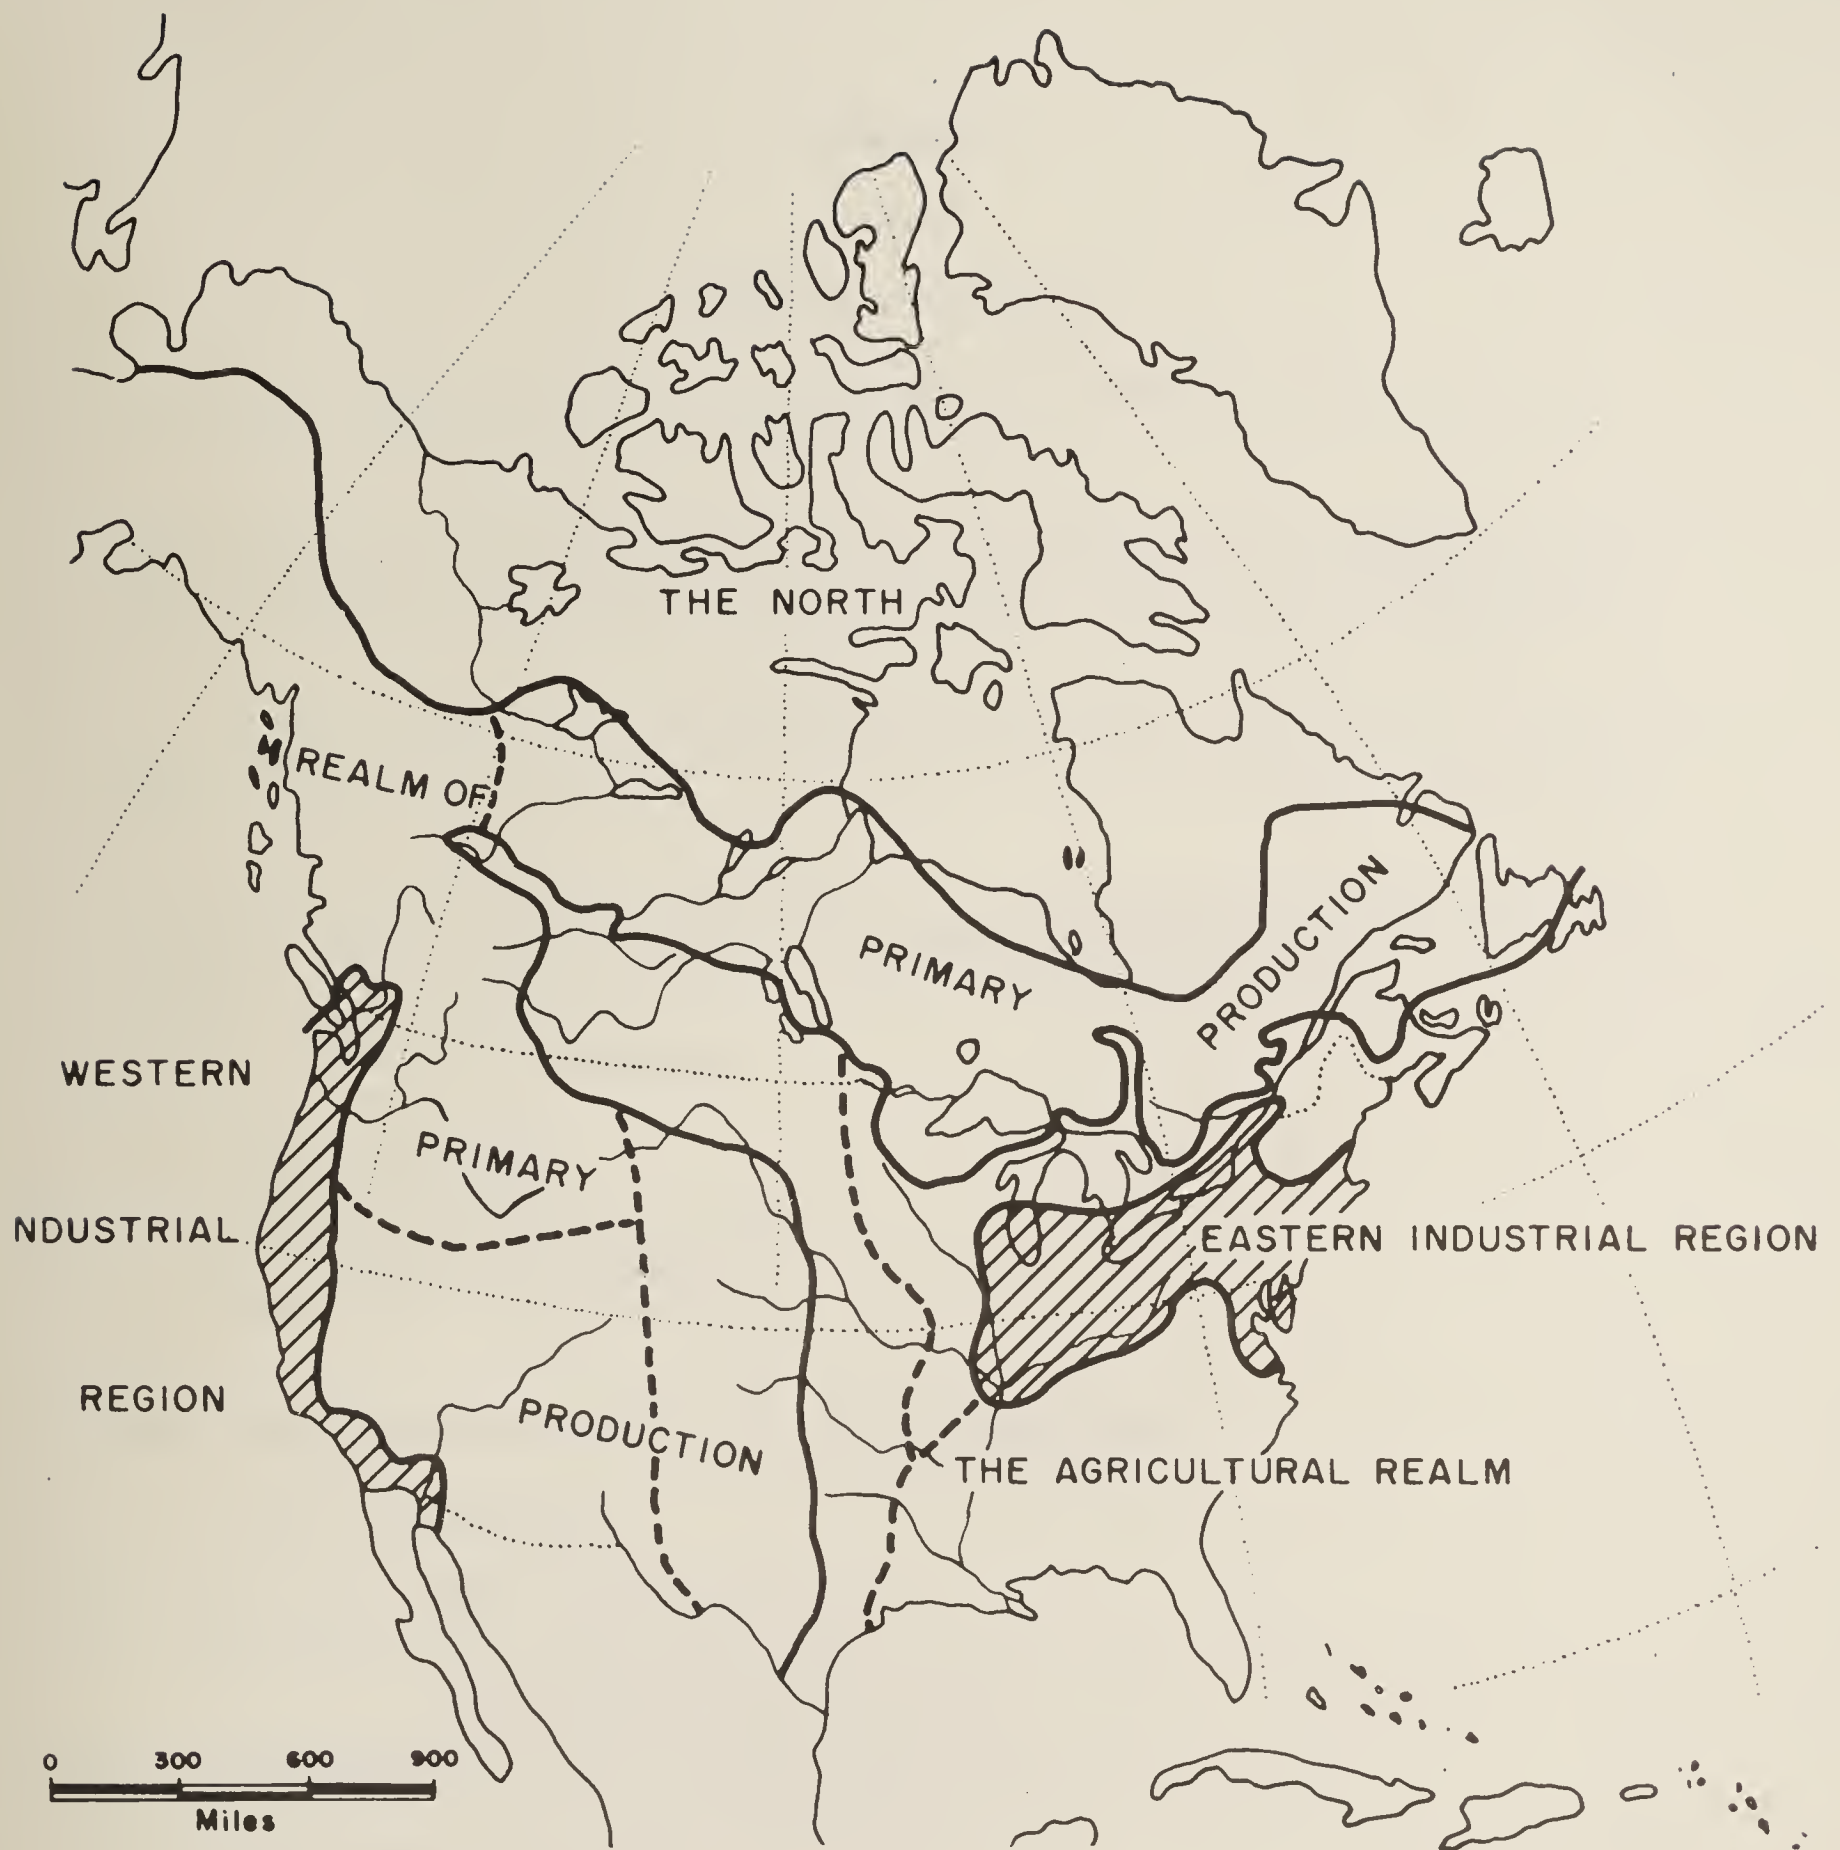 THE NORTH
REALM OF
PRIMARY
PRODUCTION
WESTERN
NDUSTRIAL
REGION
PRIMARY
PRODUCTION
EASTERN INDUSTRIAL REGION
THE AGRICULTURAL REALM
0 300 600 900
Miles